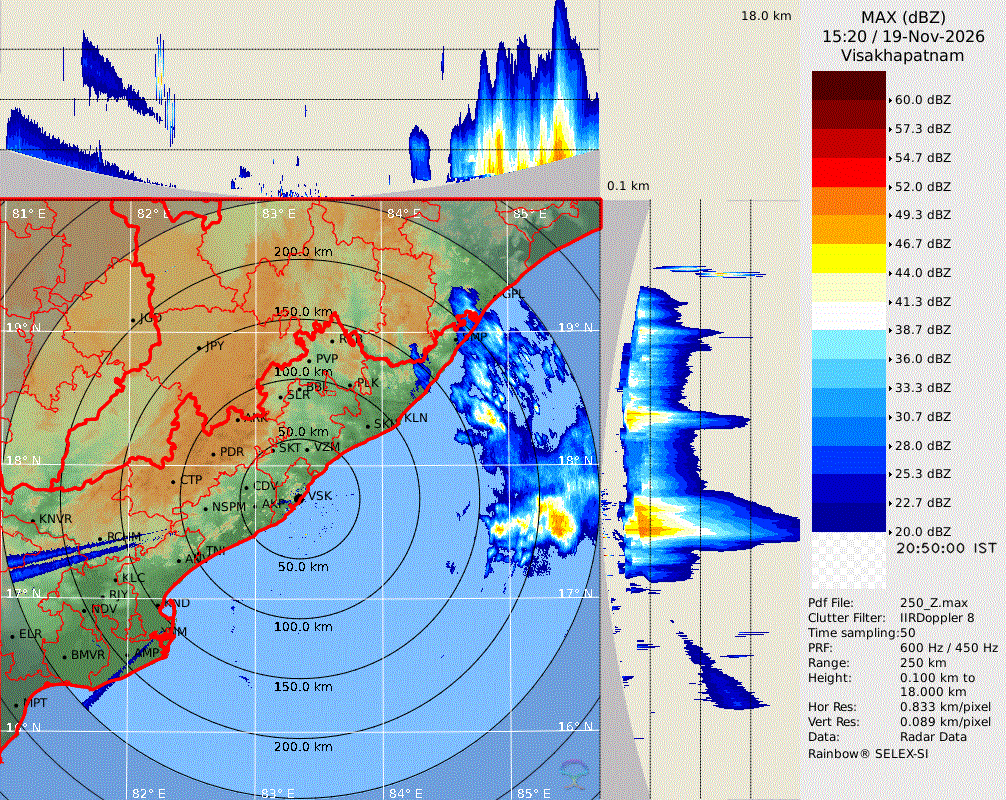 18.0 km
0.1 km
MAX (dBZ)
15:20 / 19-Nov-2026
Visakhapatnam
60.0 dBZ
57.3 dBZ
54.7 dBZ
52.0 dBZ
49.3 dBZ
46.7 dBZ
44.0 dBZ
41.3 dBZ
38.7 dBZ
36.0 dBZ
33.3 dBZ
30.7 dBZ
28.0 dBZ
25.3 dBZ
22.7 dBZ
20.0 dBZ
20:50:00 IST
Pdf File: 250_Z.max
Clutter Filter: IIRDoppler 8
Time sampling:50
PRF: 600 Hz / 450 Hz
Range: 250 km
Height: 0.100 km to
18.000 km
Hor Res: 0.833 km/pixel
Vert Res: 0.089 km/pixel
Data: Radar Data
Rainbow® SELEX-SI
81° E 82° E 83° E 84° E 85° E
200.0 km
GPL
150.0 km
JGD
19° N 19° N
JPY
PVP
100.0 km
PLK
BBL
SLR
KLN
SKL
50.0 km
SKT VZM
PDR
18° N 18° N
CTP
CDV
VSK
NSPM AKP
KNVR
TNI
50.0 km
KLC
RJY
17° N 17° N
NDV KND
100.0 km
ELR
BMVR AMP
150.0 km
MPT
16° N 16° N
200.0 km
82° E 83° E 84° E 85° E